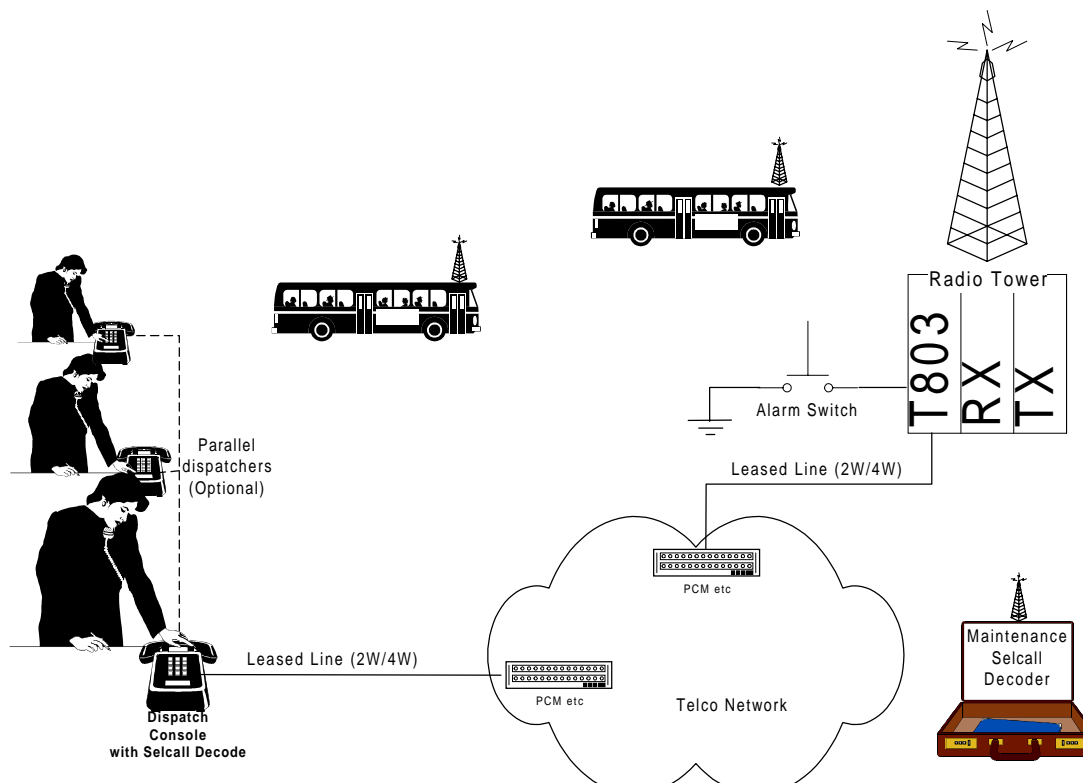 Radio Tower
T803
RX
TX
Alarm Switch
Parallel
dispatchers
(Optional)
Leased Line (2W/4W)
PCM etc
Maintenance
Selcall
Decoder
Leased Line (2W/4W)
PCM etc
Telco Network
Dispatch
Console
with Selcall Decode